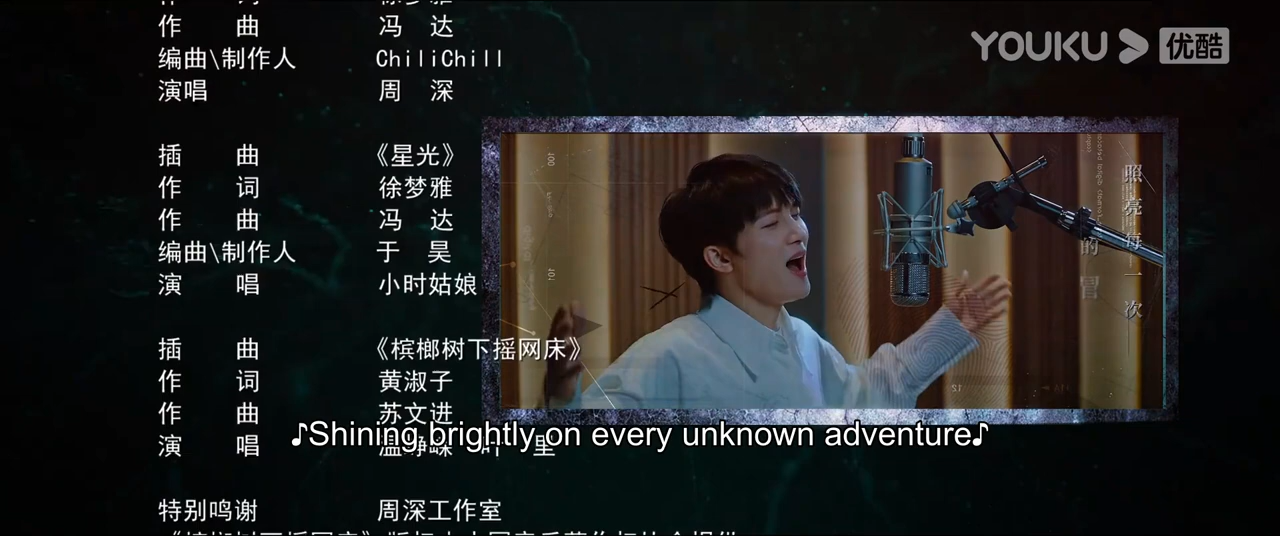 作 曲 冯 达
编曲\制作人 ChiliChill
演唱 周 深
插 曲 《星光》
作 词 徐梦雅
作 曲 冯 达
编曲\制作人 于 昊
演 唱 小时姑娘
插 曲 《槟榔树下摇网床》
作 词 黄淑子
作 曲 苏文进
演 唱
♪Shining brightly on every unknown adventure♪
特别鸣谢 周深工作室
YOUKU 优酷
照亮每一次
的冒